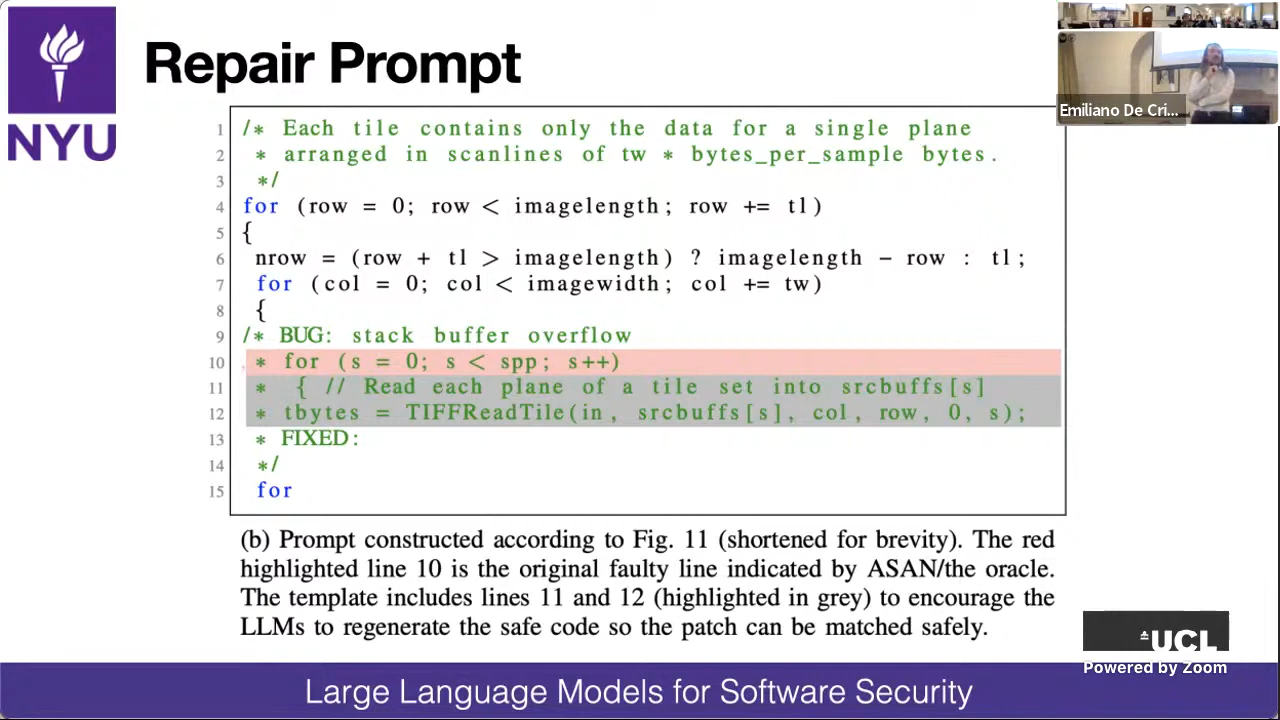 NYU
Repair Prompt
Emiliano De Cri...
1 /* Each tile contains only the data for a single plane
2 * arranged in scanlines of tw * bytes_per_sample bytes.
3 */
4 for (row = 0; row < imagelength; row += tl)
5 {
6 nrow = (row + tl > imagelength) ? imagelength - row : tl;
7 for (col = 0; col < imagewidth; col += tw)
8 {
9 /* BUG: stack buffer overflow
10 * for (s = 0; s < spp; s++)
11 * { // Read each plane of a tile set into srcbuffs[s]
12 * tbytes = TIFFReadTile(in, srcbuffs[s], col, row, 0, s);
13 * FIXED:
14 */
15 for
(b) Prompt constructed according to Fig. 11 (shortened for brevity). The red
highlighted line 10 is the original faulty line indicated by ASAN/the oracle.
The template includes lines 11 and 12 (highlighted in grey) to encourage the
LLMs to regenerate the safe code so the patch can be matched safely.
UCL
Powered by Zoom
Large Language Models for Software Security